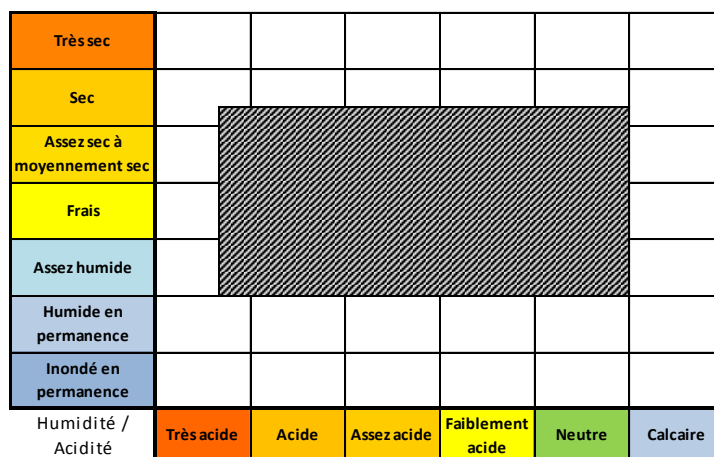 Très sec
Sec
Assez sec à
moyennement sec
Frais
Assez humide
Humide en
permanence
Inondé en
permanence
Humidité /
Acidité
Très acide
Acide
Assez acide
Faiblement
acide
Neutre
Calcaire